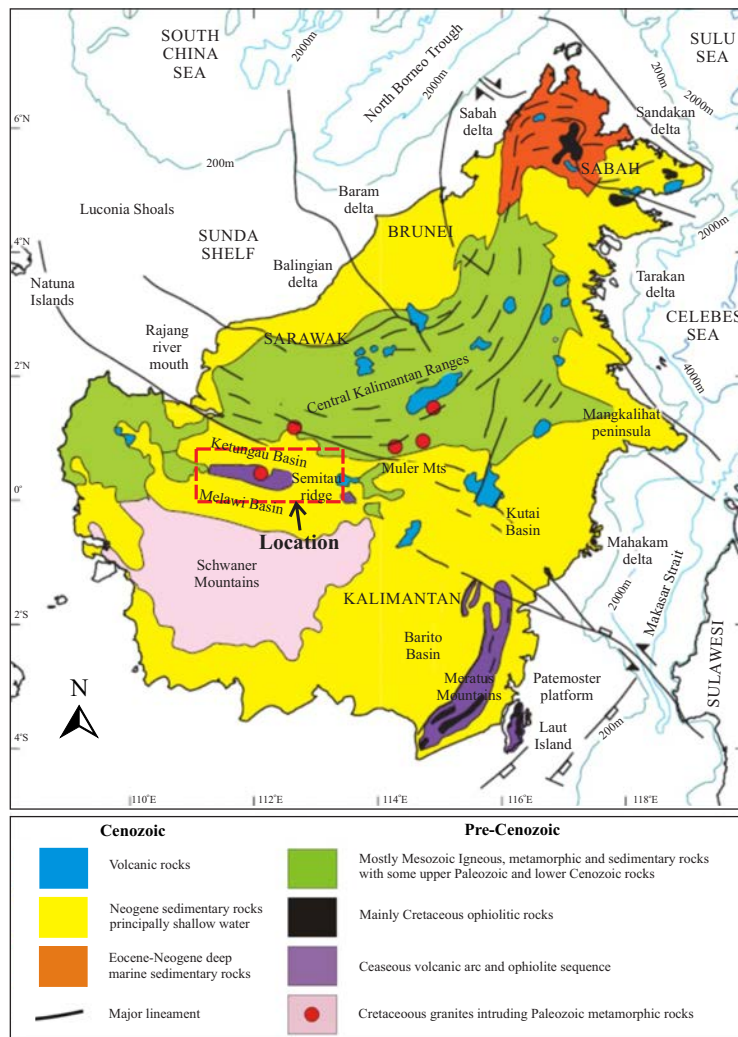 SOUTH
CHINA
SEA
2000m
North Borneo Trough
2000m
SULU
SEA
200m
2000m
Sabah
delta
Sandakan
delta
6°N
200m
SABAH
Baram
delta
2000m
Luconia Shoals
BRUNEI
SUNDA
SHELF
4°N
Balingian
delta
Tarakan
delta
Natuna
Islands
CELEBES
SEA
Rajang
river
mouth
SARAWAK
4000m
2°N
Central Kalimantan Ranges
Mangkalihat
peninsula
Ketungau Basin
Muler Mts
Semitau
ridge
0°
Melawi Basin
Kutai
Basin
Location
Mahakam
delta
Schwaner
Mountains
2000m
Makasar Strait
KALIMANTAN
2°S
Barito
Basin
SULAWESI
Meratus
Mountains
Patemoster
platform
N
Laut
Island
200m
4°S
110°E
112°E
114°E
116°E
118°E
Cenozoic
Volcanic rocks
Neogene sedimentary rocks
principally shallow water
Eocene-Neogene deep
marine sedimentary rocks
Major lineament
Pre-Cenozoic
Mostly Mesozoic Igneous, metamorphic and sedimentary rocks
with some upper Paleozoic and lower Cenozoic rocks
Mainly Cretaceous ophiolitic rocks
Ceaseous volcanic arc and ophiolite sequence
Cretaceoous granites intruding Paleozoic metamorphic rocks